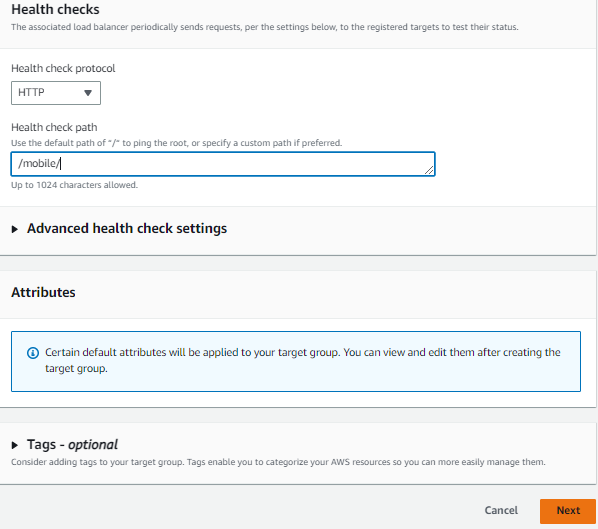 Health checks
The associated load balancer periodically sends requests, per the settings below, to the registered targets to test their status.
Health check protocol
HTTP
Health check path
Use the default path of "/" to ping the root, or specify a custom path if preferred.
/mobile/
Up to 1024 characters allowed.
Advanced health check settings
Attributes
Certain default attributes will be applied to your target group. You can view and edit them after creating the
target group.
Tags - optional
Consider adding tags to your target group. Tags enable you to categorize your AWS resources so you can more easily manage them.
Cancel Next